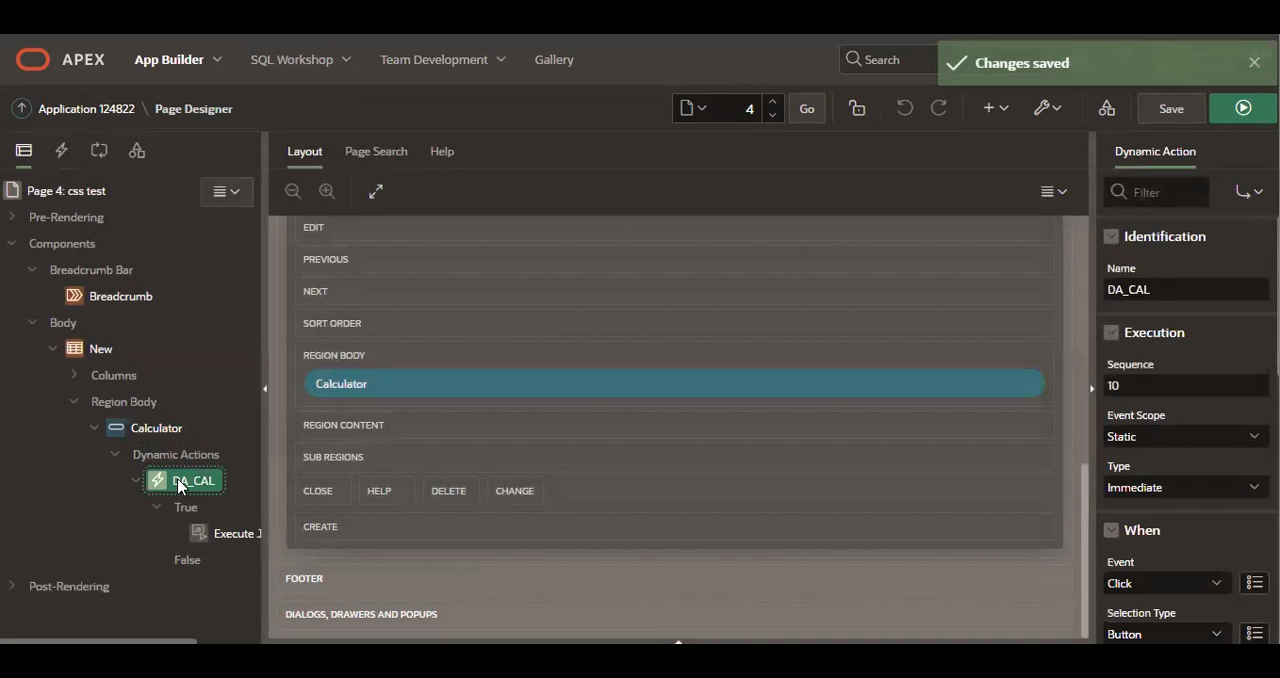 APEX
App Builder
SQL Workshop
Team Development
Gallery
Search
Changes saved
Application 124822 \ Page Designer
4
Go
Save
Page 4: css test
Pre-Rendering
Components
Breadcrumb Bar
Breadcrumb
Body
New
Columns
Region Body
Calculator
Dynamic Actions
DA_CAL
True
Execute J
False
Post-Rendering
Layout
Page Search
Help
EDIT
PREVIOUS
NEXT
SORT ORDER
REGION BODY
Calculator
REGION CONTENT
SUB REGIONS
CLOSE
HELP
DELETE
CHANGE
CREATE
FOOTER
DIALOGS, DRAWERS AND POPUPS
Dynamic Action
Filter
Identification
Name
DA_CAL
Execution
Sequence
10
Event Scope
Static
Type
Immediate
When
Event
Click
Selection Type
Button